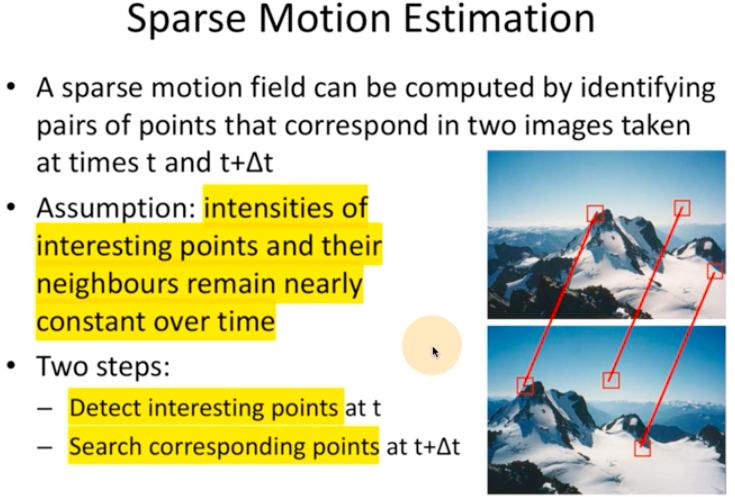 Sparse Motion Estimation
• A sparse motion field can be computed by identifying
pairs of points that correspond in two images taken
at times t and t+Δt
• Assumption: intensities of
interesting points and their
neighbours remain nearly
constant over time
• Two steps:
– Detect interesting points at t
– Search corresponding points at t+Δt